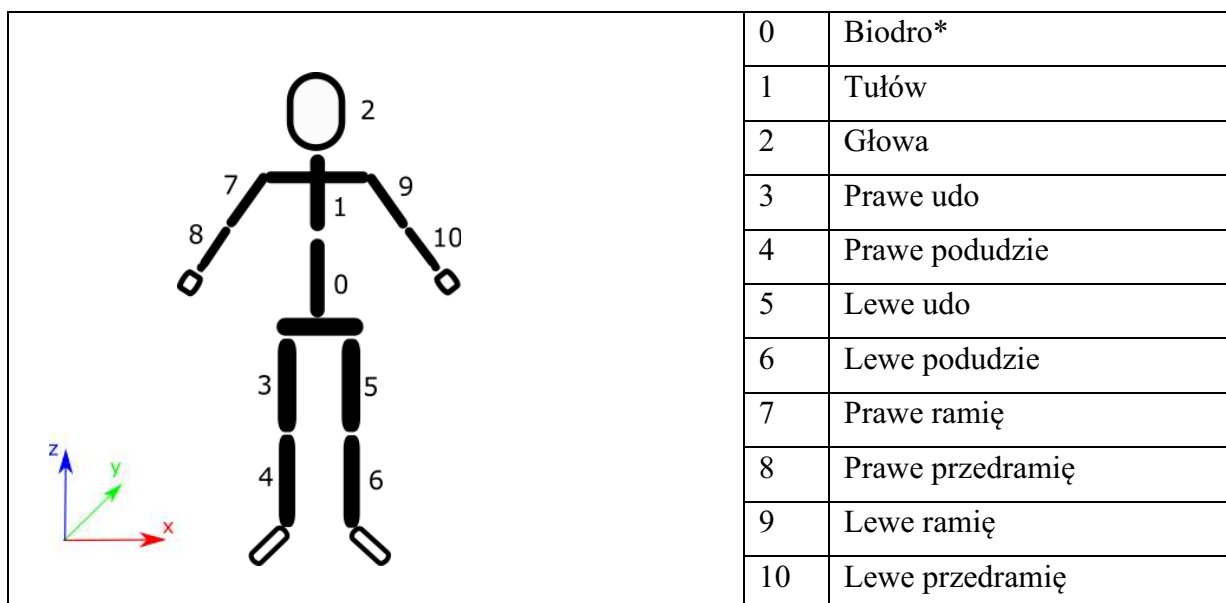 2
7
9
1
8
10
0
3
5
z
y
4
6
x
0 Biodro*
1 Tułów
2 Głowa
3 Prawe udo
4 Prawe podudzie
5 Lewe udo
6 Lewe podudzie
7 Prawe ramię
8 Prawe przedramię
9 Lewe ramię
10 Lewe przedramię